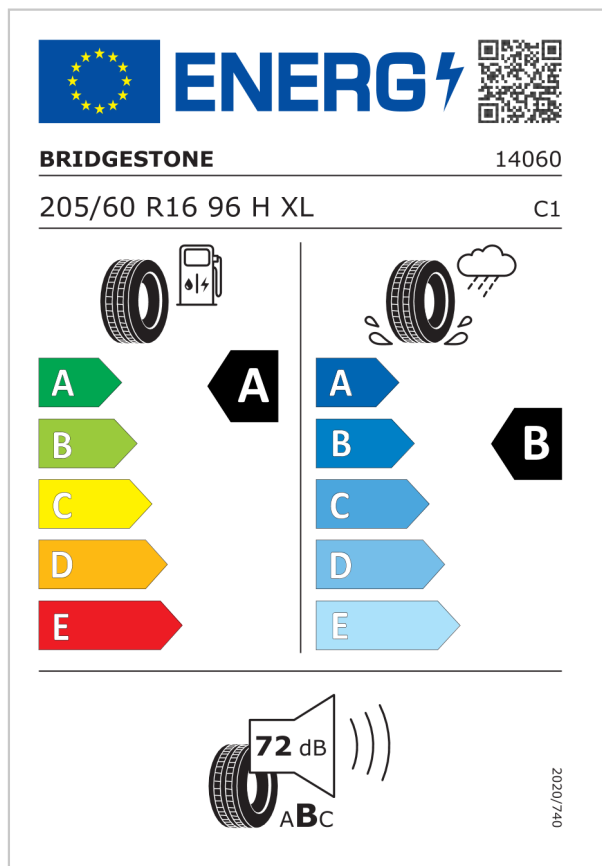 ENERG
BRIDGESTONE 14060
205/60 R16 96 H XL C1
A A
B
C
D
E
A
B B
C
D
E
72 dB
ABC
2020/740